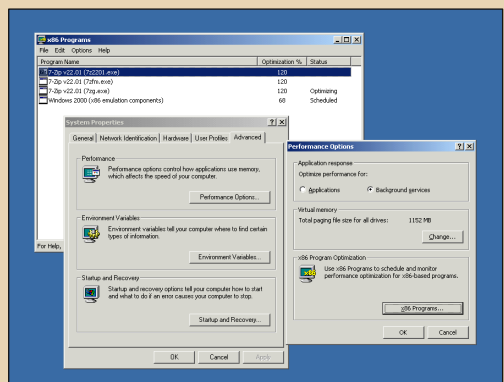 x86 Programs
File Edit Options Help
Program Name Optimization % Status
7-Zip v22.01 (7z2201.exe) 120
7-Zip v22.01 (7zfm.exe) 120
7-Zip v22.01 (7zg.exe) 120 Optimizing
Windows 2000 (x86 emulation components) 68 Scheduled
For Help,
System Properties
General Network Identification Hardware User Profiles Advanced
Performance
Performance options control how applications use memory,
which affects the speed of your computer.
Performance Options...
Environment Variables
Environment variables tell your computer where to find certain
types of information.
Environment Variables...
Startup and Recovery
Startup and recovery options tell your computer how to start
and what to do if an error causes your computer to stop.
Startup and Recovery...
OK Cancel Apply
Performance Options
Application response
Optimize performance for:
Applications Background services
Virtual memory
Total paging file size for all drives: 1152 MB
Change...
x86 Program Optimization
x86
Use x86 Programs to schedule and monitor
performance optimization for x86-based programs.
x86 Programs...
OK Cancel